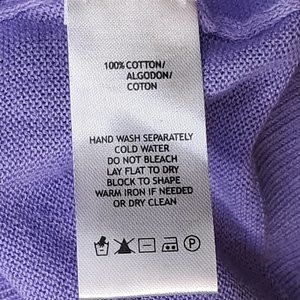 100% COTTON/
ALGODON/
COTON
HAND WASH SEPARATELY
COLD WATER
DO NOT BLEACH
LAY FLAT TO DRY
BLOCK TO SHAPE
WARM IRON IF NEEDED
OR DRY CLEAN
P